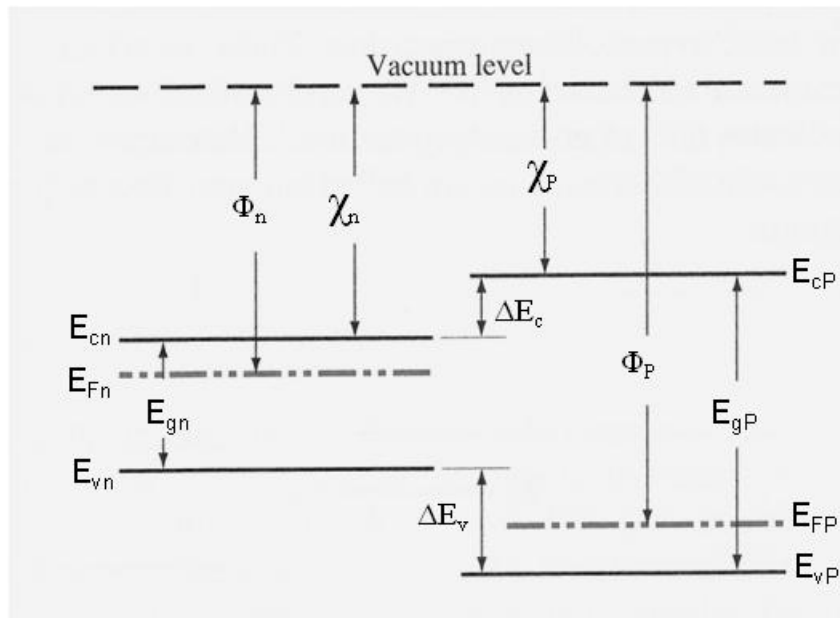 Vacuum level
Φn
χn
χP
EcP
ΔEc
Ecn
EFn
ΦP
Egn
EgP
Evn
ΔEv
EFP
EvP